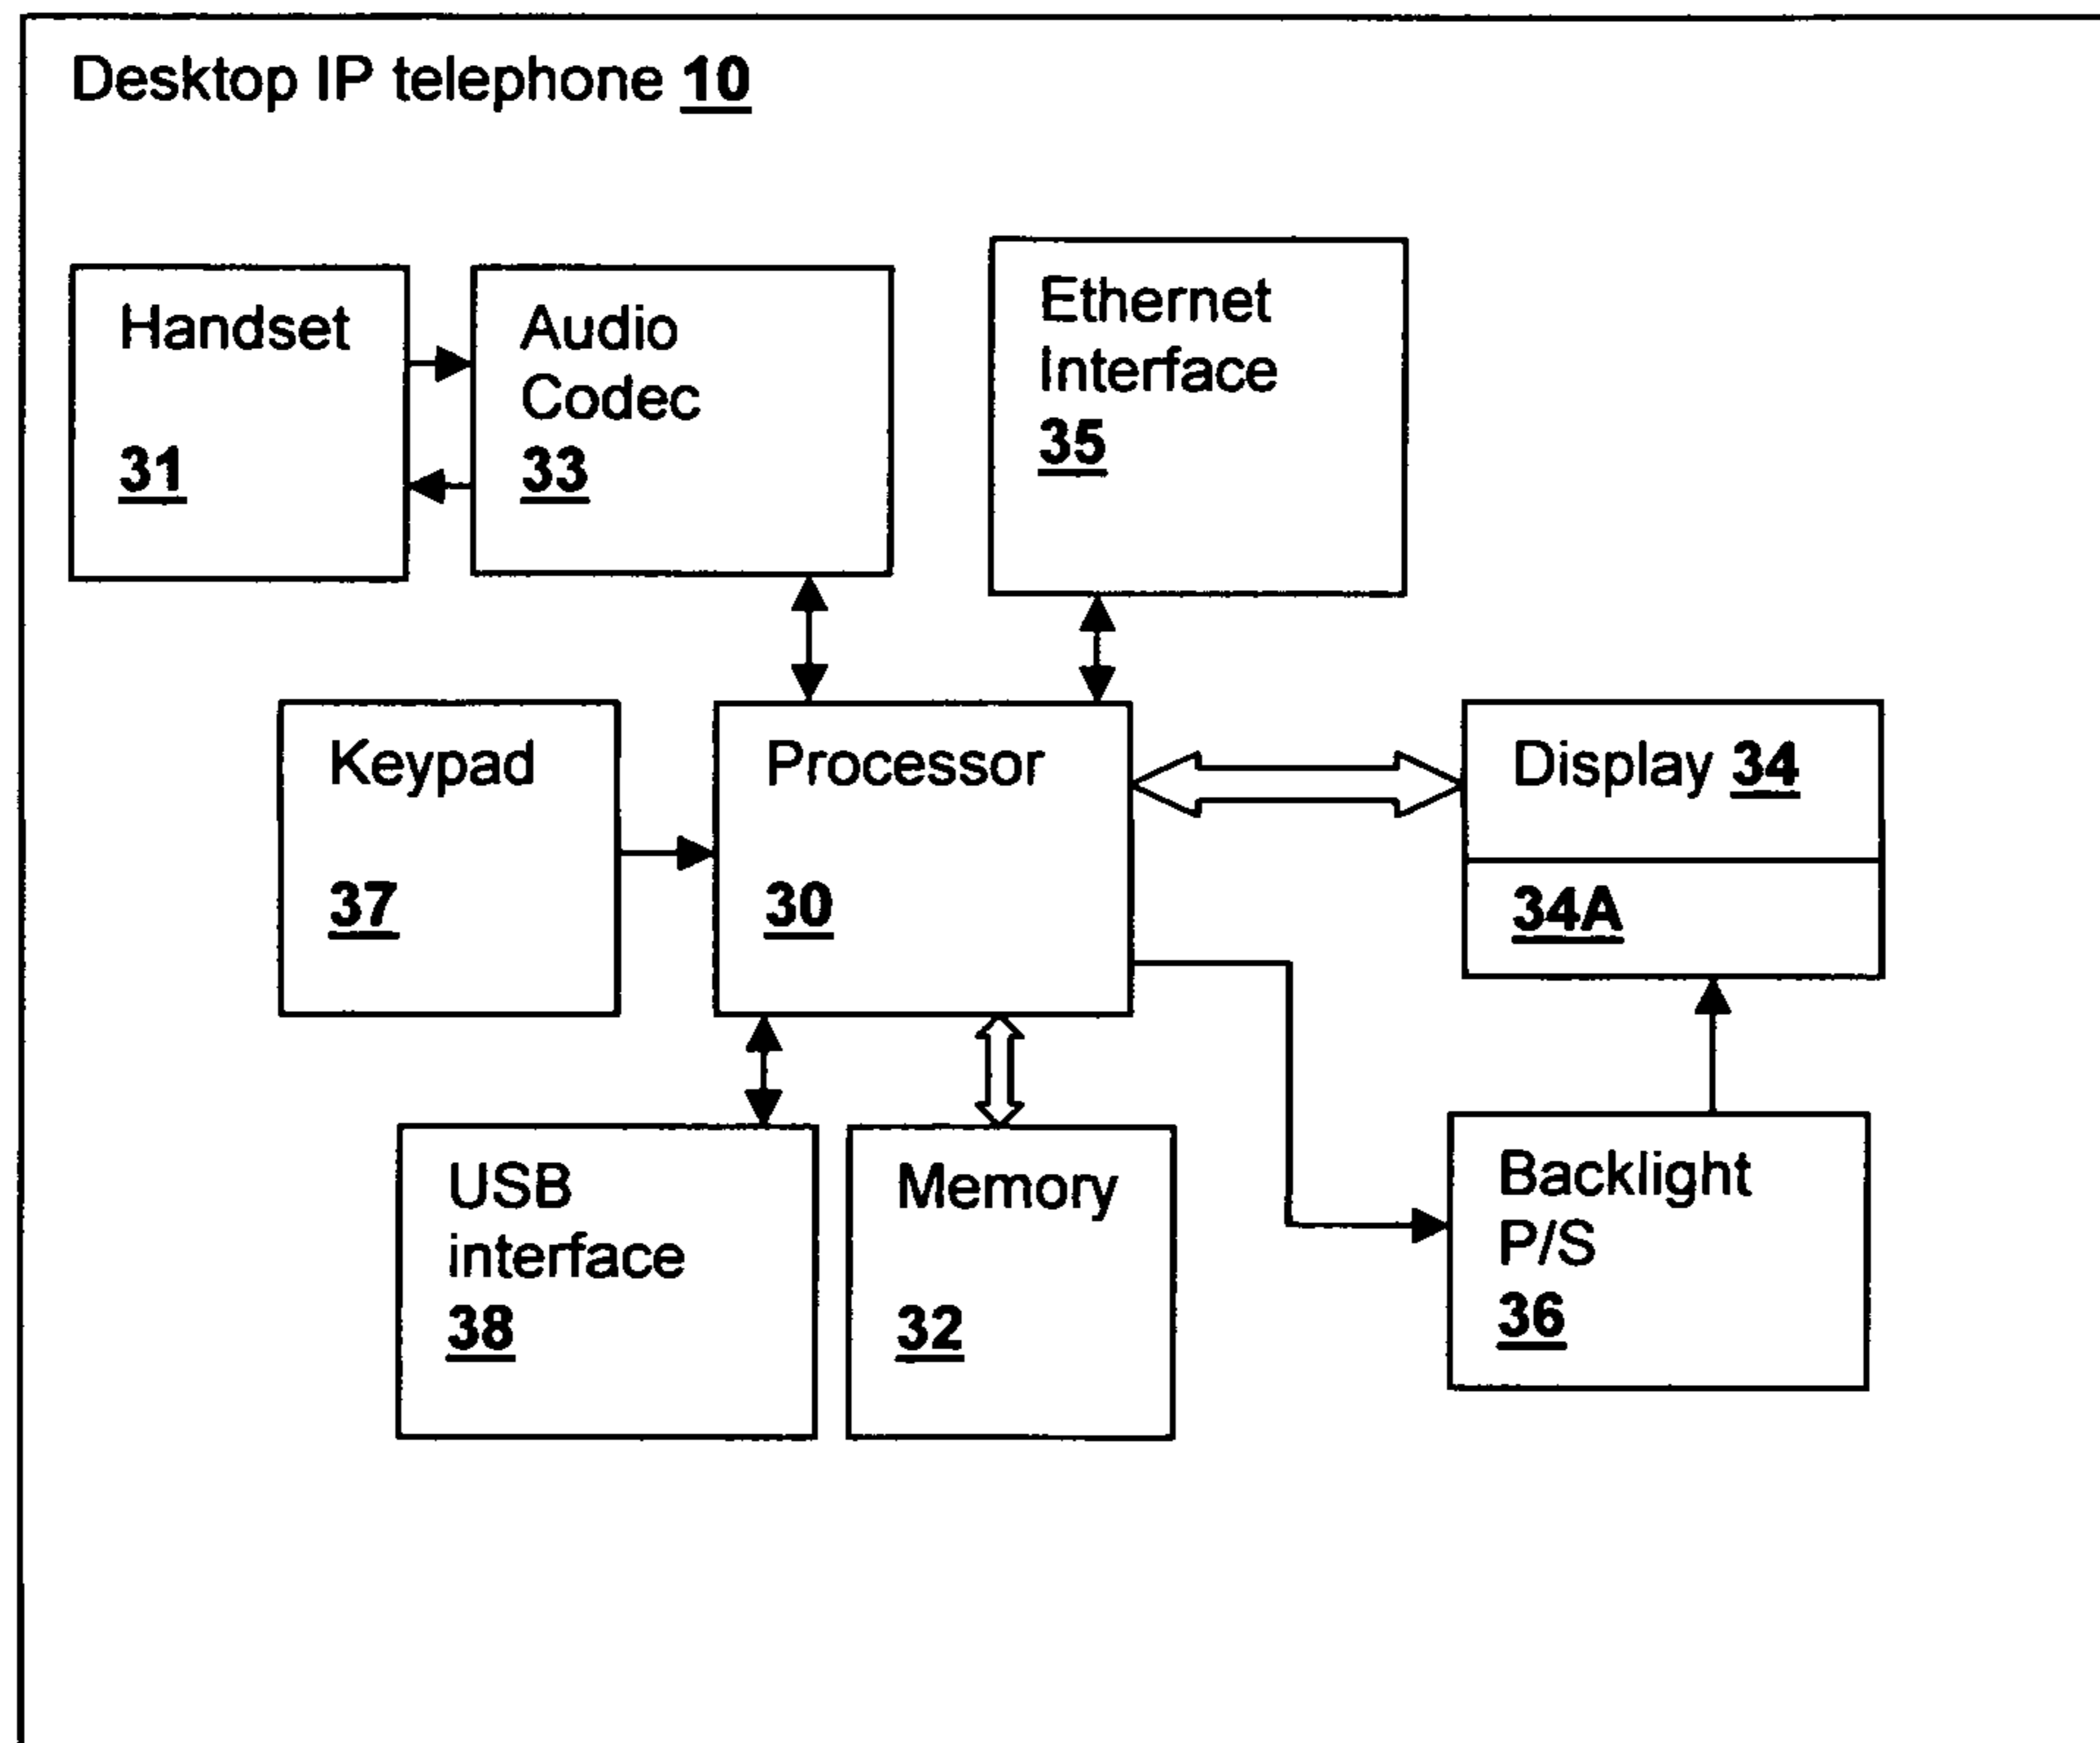 Desktop IP telephone 10
Handset
31
Audio
Codec
33
Ethernet
Interface
35
Keypad
37
Processor
30
Display 34
34A
USB
interface
38
Memory
32
Backlight
P/S
36